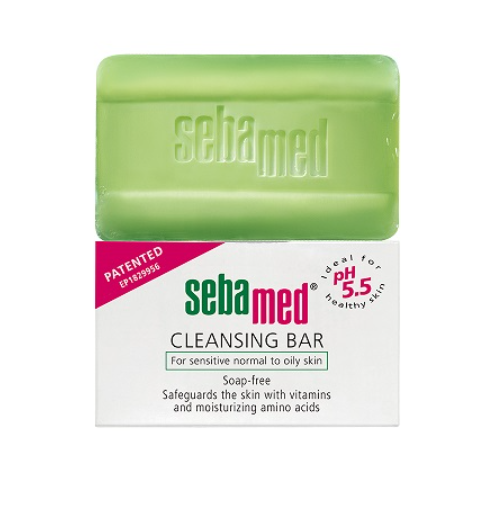 sebamed
PATENTED
EP1829956
sebamed®
ideal for
pH
5.5
healthy skin
CLEANSING BAR
For sensitive normal to oily skin
Soap-free
Safeguards the skin with vitamins
and moisturizing amino acids